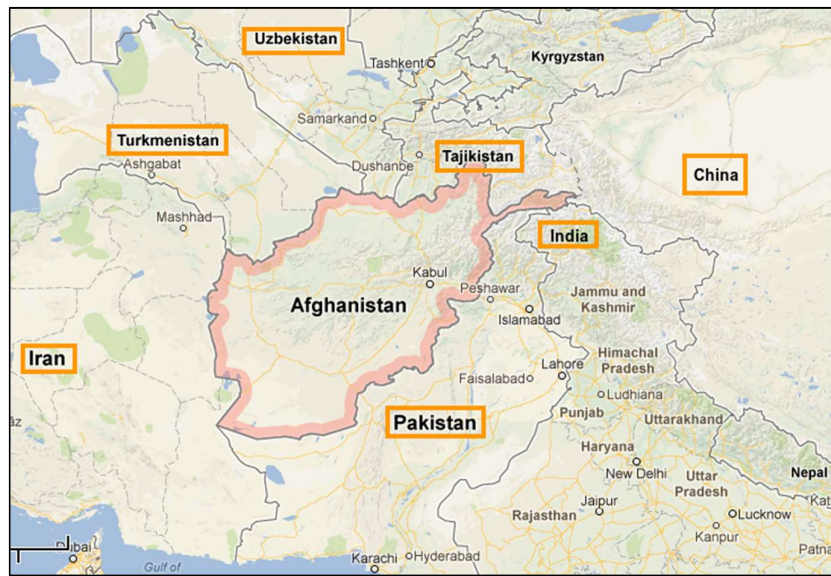 Uzbekistan
Tashkent
Kyrgyzstan
Samarkand
Turkmenistan
Ashgabat
Dushanbe
Tajikistan
China
Mashhad
India
Kabul
Peshawar
Afghanistan
Islamabad
Jammu and
Kashmir
Iran
Lahore
Himachal
Pradesh
Faisalabad
Ludhiana
Pakistan
Punjab
Uttarakhand
Haryana
New Delhi
Nepal
Uttar
Pradesh
Jaipur
Rajasthan
Lucknow
Kanpur
Dubai
Gulf of
Karachi
Hyderabad